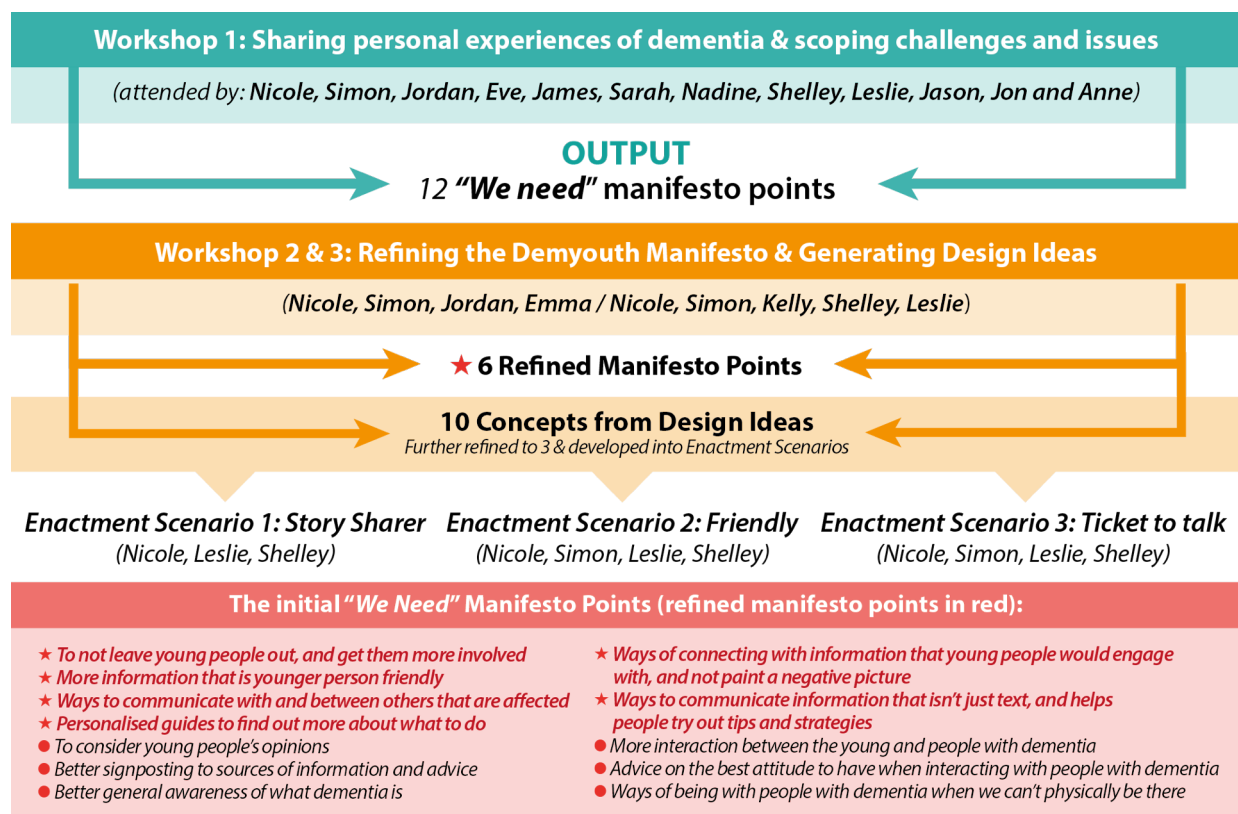 Workshop 1: Sharing personal experiences of dementia & scoping challenges and issues
(attended by: Nicole, Simon, Jordan, Eve, James, Sarah, Nadine, Shelley, Leslie, Jason, Jon and Anne)
OUTPUT
12 “We need” manifesto points
Workshop 2 & 3: Refining the Demyouth Manifesto & Generating Design Ideas
(Nicole, Simon, Jordan, Emma / Nicole, Simon, Kelly, Shelley, Leslie)
★ 6 Refined Manifesto Points
10 Concepts from Design Ideas
Further refined to 3 & developed into Enactment Scenarios
Enactment Scenario 1: Story Sharer
(Nicole, Leslie, Shelley)
Enactment Scenario 2: Friendly
(Nicole, Simon, Leslie, Shelley)
Enactment Scenario 3: Ticket to talk
(Nicole, Simon, Leslie, Shelley)
The initial “We Need” Manifesto Points (refined manifesto points in red):
★ To not leave young people out, and get them more involved
★ More information that is younger person friendly
★ Ways to communicate with and between others that are affected
★ Personalised guides to find out more about what to do
● To consider young people’s opinions
● Better signposting to sources of information and advice
● Better general awareness of what dementia is
★ Ways of connecting with information that young people would engage
with, and not paint a negative picture
★ Ways to communicate information that isn’t just text, and helps
people try out tips and strategies
● More interaction between the young and people with dementia
● Advice on the best attitude to have when interacting with people with dementia
● Ways of being with people with dementia when we can’t physically be there